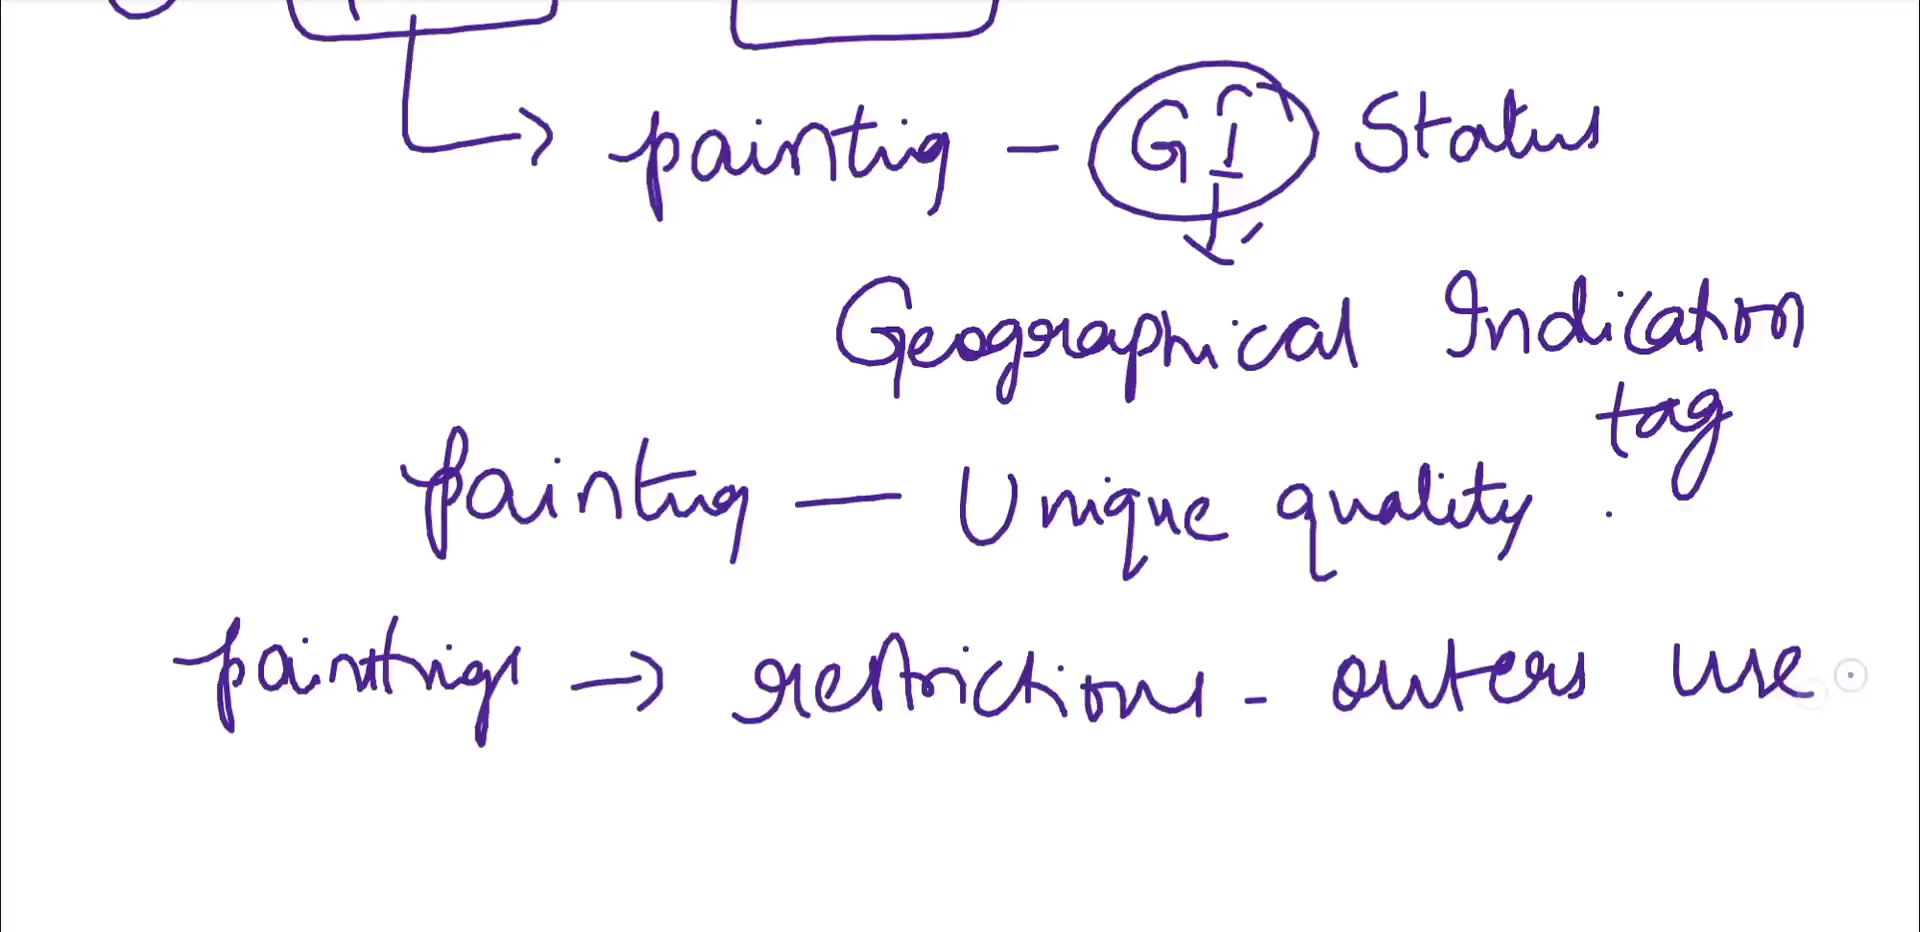 painting - GI Status
Geographical Indication
tag
painting - Unique quality .
paintings → restrictions - outers use